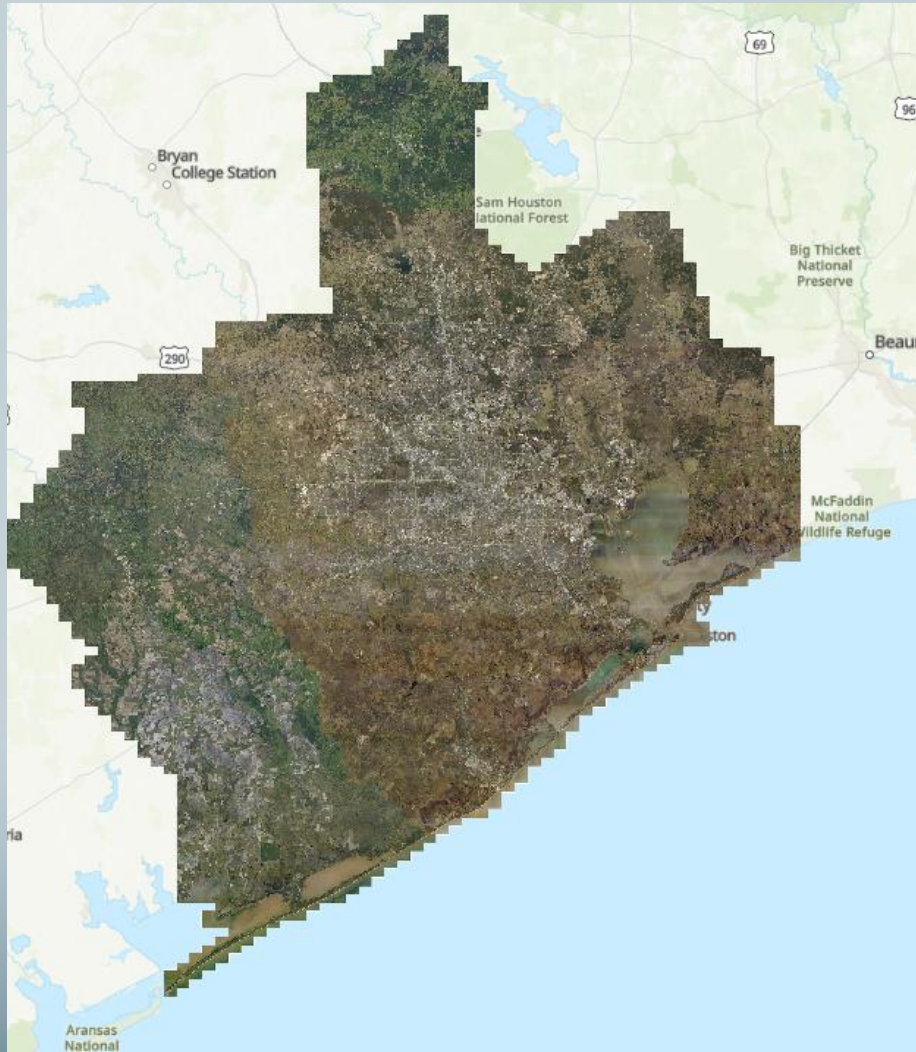 69
96
Bryan
College Station
e
Sam Houston
National Forest
Big Thicket
National
Preserve
290
Beau
McFaddin
National
Wildlife Refuge
ty
ston
ria
Aransas
National